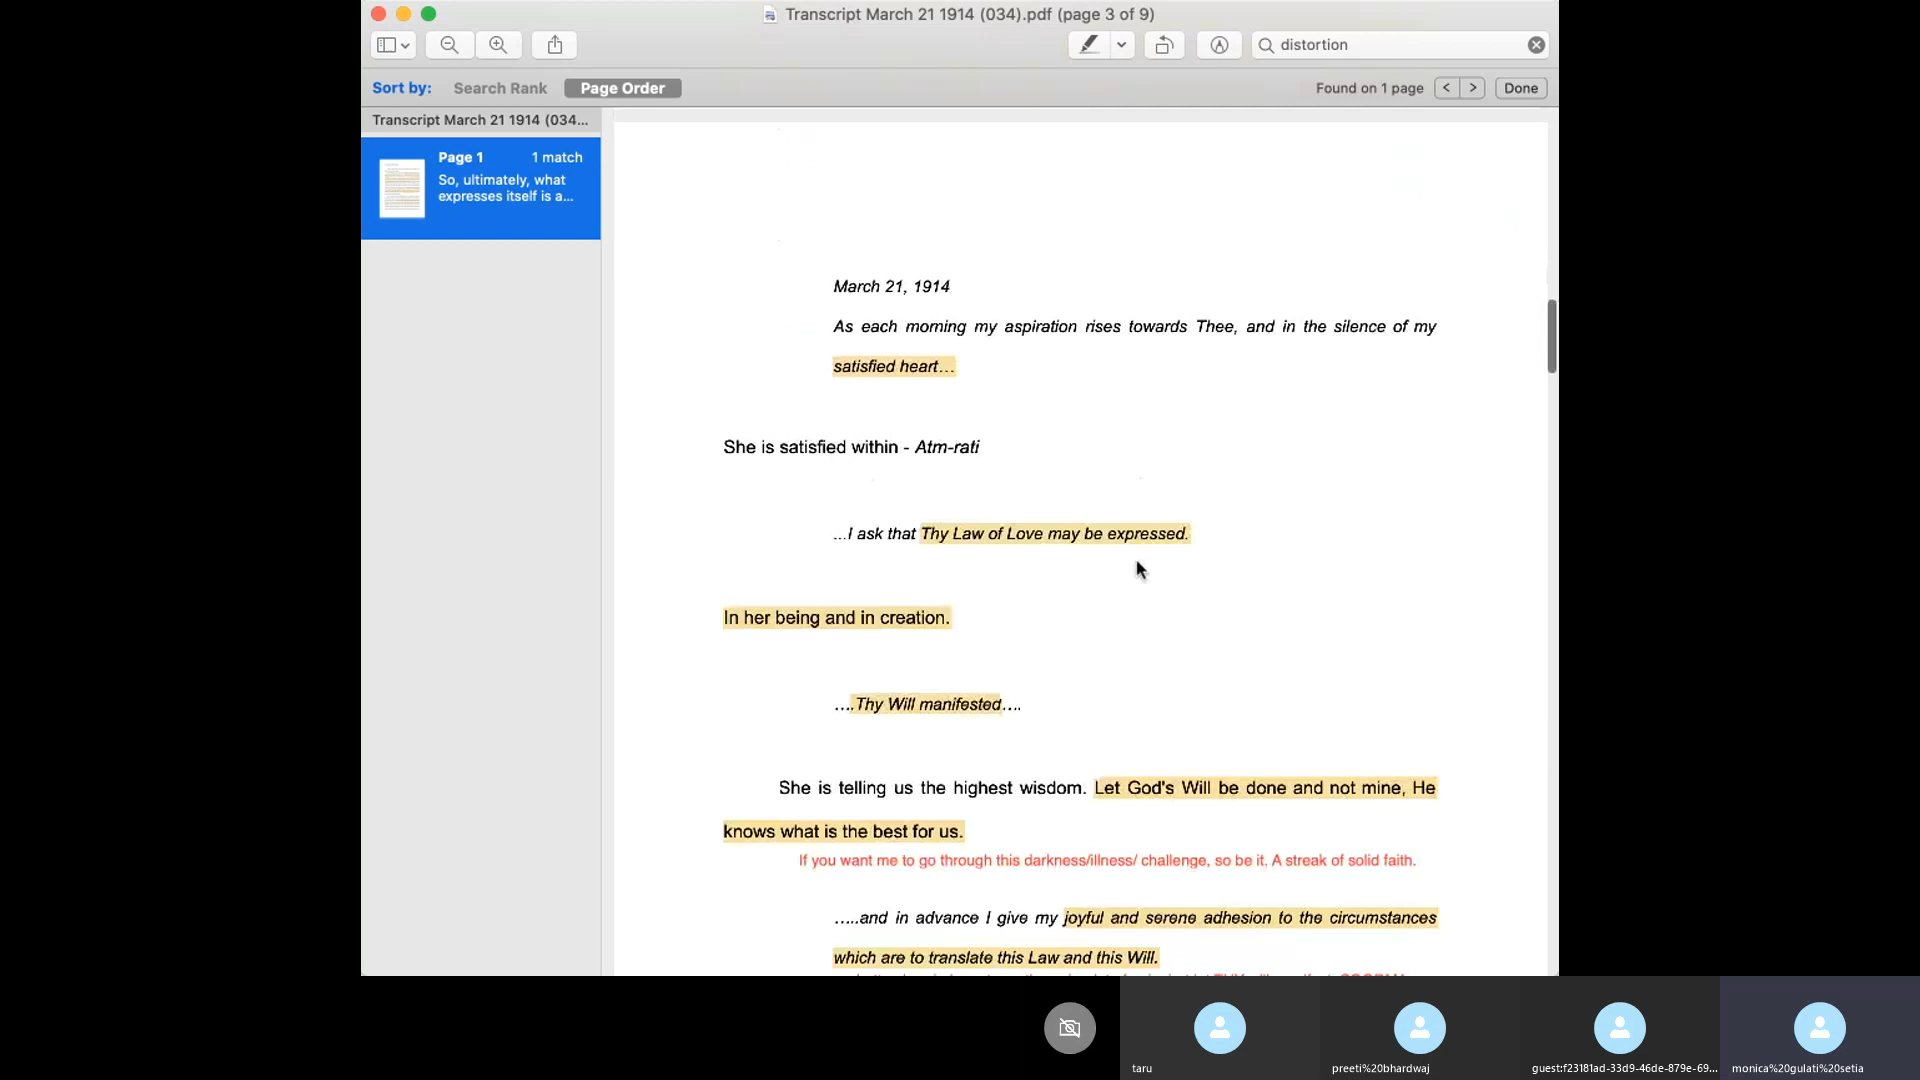 Transcript March 21 1914 (034).pdf (page 3 of 9)
distortion
Sort by: Search Rank Page Order Found on 1 page < > Done
Transcript March 21 1914 (034...
Page 1 1 match
So, ultimately, what
expresses itself is a...
March 21, 1914
As each morning my aspiration rises towards Thee, and in the silence of my
satisfied heart…
She is satisfied within - Atm-rati
...I ask that Thy Law of Love may be expressed.
In her being and in creation.
….Thy Will manifested….
She is telling us the highest wisdom. Let God's Will be done and not mine, He
knows what is the best for us.
If you want me to go through this darkness/illness/ challenge, so be it. A streak of solid faith.
…..and in advance I give my joyful and serene adhesion to the circumstances
which are to translate this Law and this Will.
taru
preeti%20bhardwaj
guest:f23181ad-33d9-46de-879e-69...
monica%20gulati%20setia